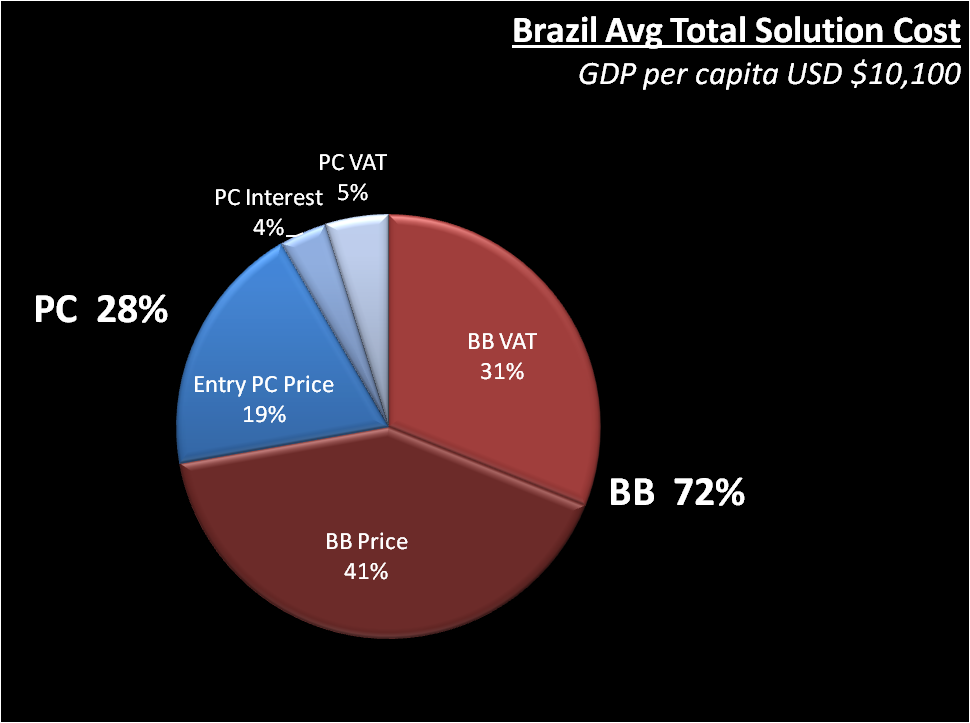 Brazil Avg Total Solution Cost
GDP per capita USD $10,100
PC VAT
5%
PC Interest
4%
PC 28%
BB VAT
31%
Entry PC Price
19%
BB 72%
BB Price
41%